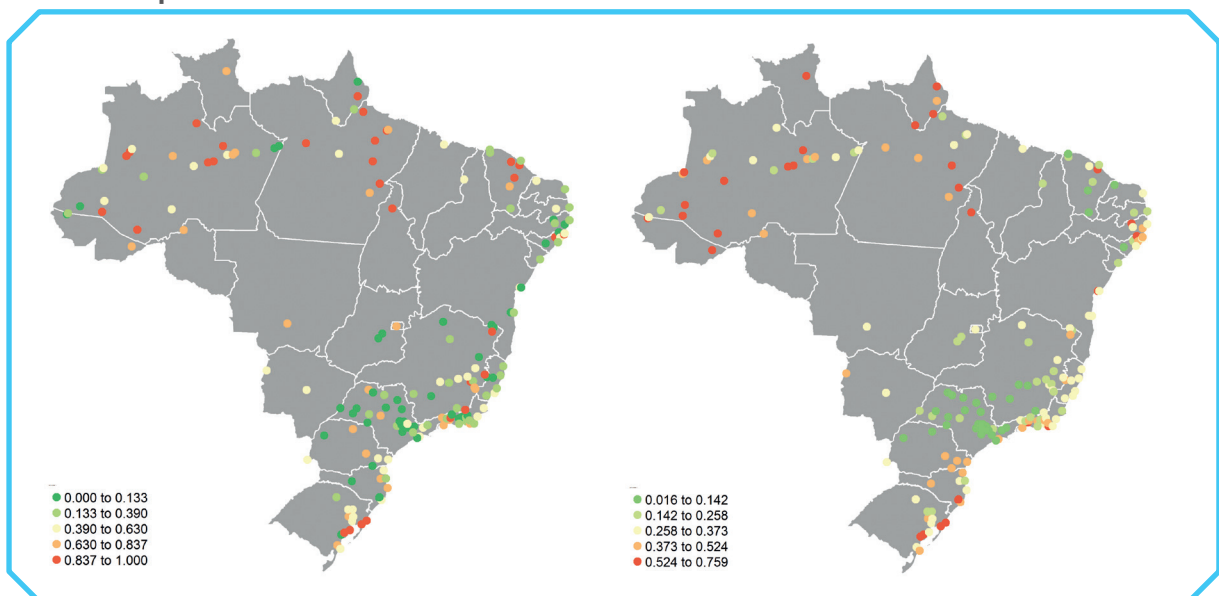 0.000 to 0.133
0.133 to 0.390
0.390 to 0.630
0.630 to 0.837
0.837 to 1.000
0.016 to 0.142
0.142 to 0.258
0.258 to 0.373
0.373 to 0.524
0.524 to 0.759